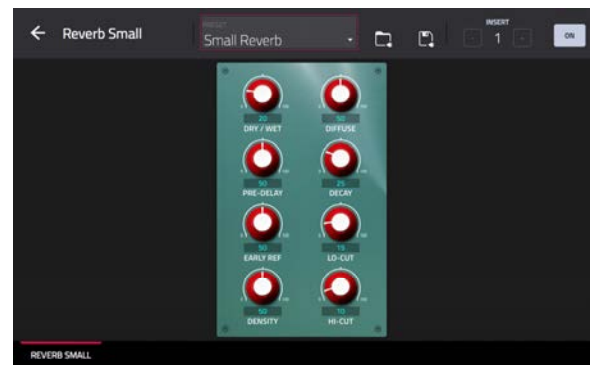 Reverb Small
PRESET
Small Reverb
INSERT
1
ON
20
50
DRY / WET
DIFFUSE
50
25
PRE-DELAY
DECAY
50
15
EARLY REF
LO-CUT
50
10
DENSITY
HI-CUT
REVERB SMALL